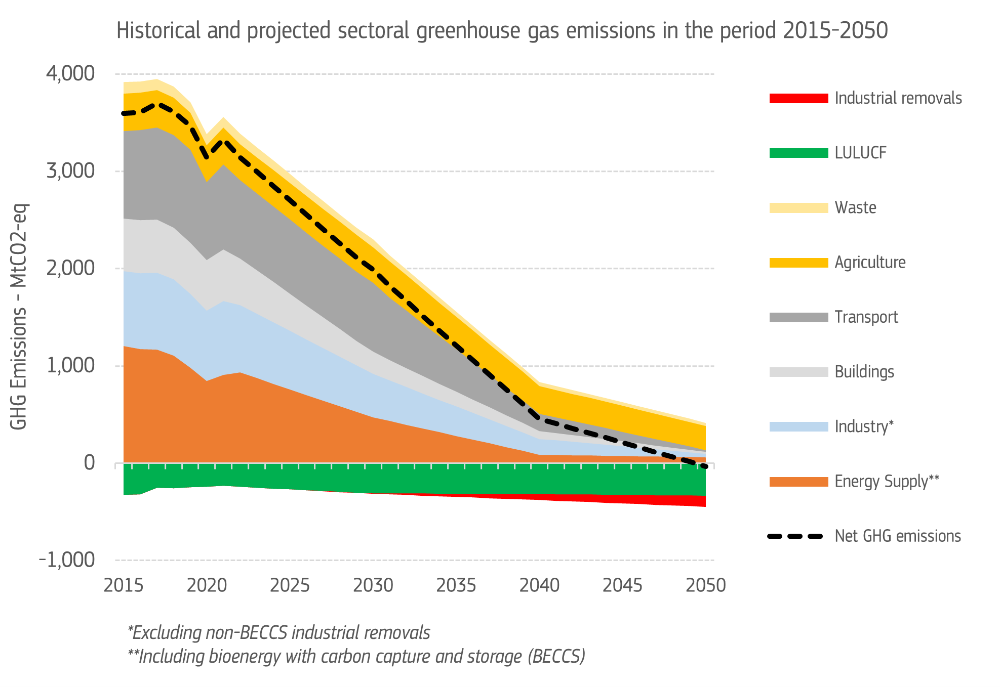 Historical and projected sectoral greenhouse gas emissions in the period 2015-2050
GHG Emissions - MtCO2-eq
4,000
3,000
2,000
1,000
0
-1,000
2015 2020 2025 2030 2035 2040 2045 2050
Industrial removals
LULUCF
Waste
Agriculture
Transport
Buildings
Industry*
Energy Supply**
Net GHG emissions
*Excluding non-BECCS industrial removals
**Including bioenergy with carbon capture and storage (BECCS)